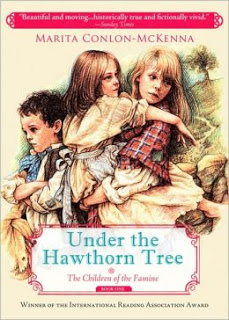 "Beautiful and moving...historically true and fictionally vivid."
—Sunday Times
MARITA CONLON-MCKENNA
Under the
Hawthorn Tree
The Children of the Famine
BOOK ONE
WINNER OF THE INTERNATIONAL READING ASSOCIATION AWARD